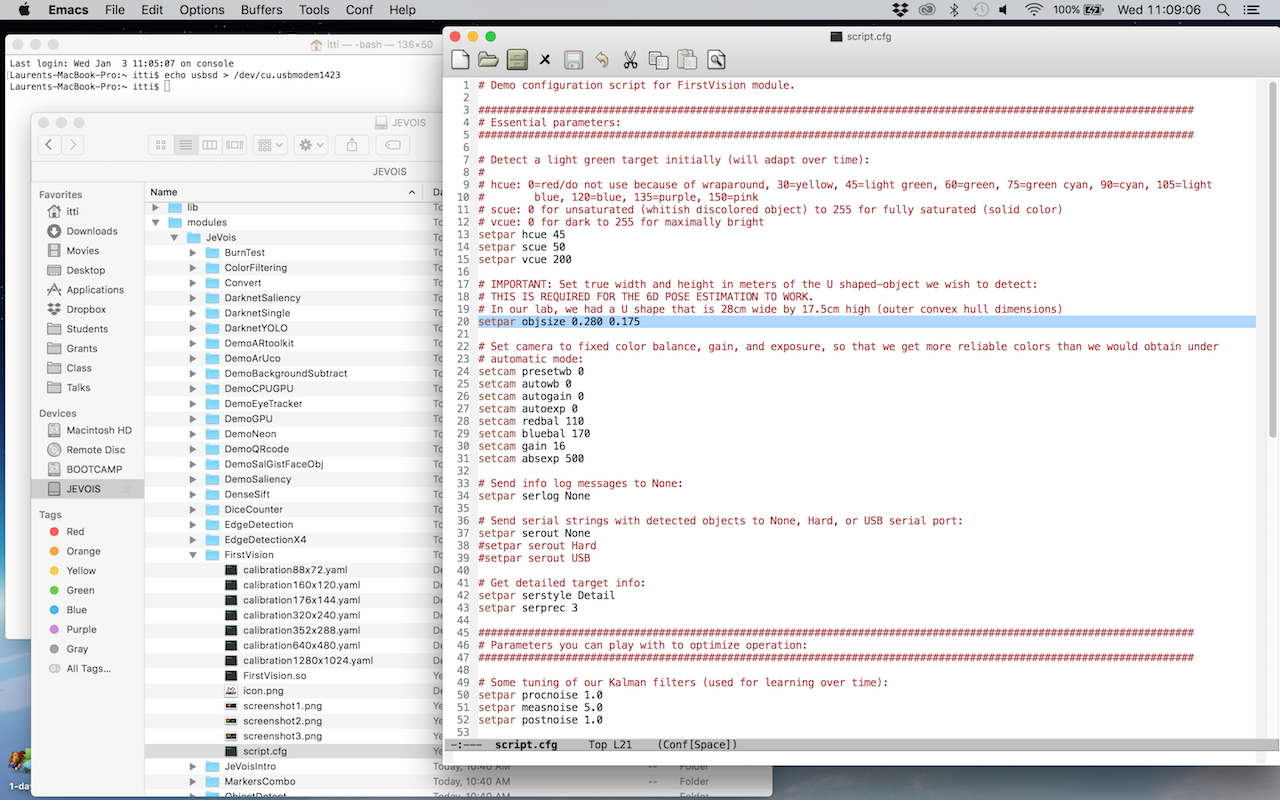 Emacs File Edit Options Buffers Tools Conf Help 100% Wed 11:09:06
itti — -bash — 136×50
Last login: Wed Jan  3 11:05:07 on console
[Laurents-MacBook-Pro:~ itti$ echo usbsd > /dev/cu.usbmodem1423
Laurents-MacBook-Pro:~ itti$
JEVOIS
JEVOIS
Favorites
itti
Downloads
Movies
Desktop
Applications
Dropbox
Students
Grants
Class
Talks
Devices
Macintosh HD
Remote Disc
BOOTCAMP
JEVOIS
Tags
Red
Orange
Yellow
Green
Blue
Purple
Gray
All Tags...
Name
lib
modules
JeVois
BurnTest
ColorFiltering
Convert
DarknetSaliency
DarknetSingle
DarknetYOLO
DemoARtoolkit
DemoArUco
DemoBackgroundSubtract
DemoCPUGPU
DemoEyeTracker
DemoGPU
DemoNeon
DemoQRcode
DemoSalGistFaceObj
DemoSaliency
DenseSift
DiceCounter
EdgeDetection
EdgeDetectionX4
FirstVision
calibration88x72.yaml
calibration160x120.yaml
calibration176x144.yaml
calibration320x240.yaml
calibration352x288.yaml
calibration640x480.yaml
calibration1280x1024.yaml
FirstVision.so
icon.png
screenshot1.png
screenshot2.png
screenshot3.png
script.cfg
JeVoisIntro Today, 10:40 AM -- Folder
MarkersCombo Today, 10:40 AM -- Folder
ObjectDetect Today, 10:40 AM -- Folder
script.cfg
1 # Demo configuration script for FirstVision module.
2
3 ##################################################################################################################
4 # Essential parameters:
5 ##################################################################################################################
6
7 # Detect a light green target initially (will adapt over time):
8 #
9 # hcue: 0=red/do not use because of wraparound, 30=yellow, 45=light green, 60=green, 75=green cyan, 90=cyan, 105=light
10 #        blue, 120=blue, 135=purple, 150=pink
11 # scue: 0 for unsaturated (whitish discolored object) to 255 for fully saturated (solid color)
12 # vcue: 0 for dark to 255 for maximally bright
13 setpar hcue 45
14 setpar scue 50
15 setpar vcue 200
16
17 # IMPORTANT: Set true width and height in meters of the U shaped-object we wish to detect:
18 # THIS IS REQUIRED FOR THE 6D POSE ESTIMATION TO WORK.
19 # In our lab, we had a U shape that is 28cm wide by 17.5cm high (outer convex hull dimensions)
20 setpar objsize 0.280 0.175
21
22 # Set camera to fixed color balance, gain, and exposure, so that we get more reliable colors than we would obtain under
23 # automatic mode:
24 setcam presetwb 0
25 setcam autowb 0
26 setcam autogain 0
27 setcam autoexp 0
28 setcam redbal 110
29 setcam bluebal 170
30 setcam gain 16
31 setcam absexp 500
32
33 # Send info log messages to None:
34 setpar serlog None
35
36 # Send serial strings with detected objects to None, Hard, or USB serial port:
37 setpar serout None
38 #setpar serout Hard
39 #setpar serout USB
40
41 # Get detailed target info:
42 setpar serstyle Detail
43 setpar serprec 3
44
45 ##################################################################################################################
46 # Parameters you can play with to optimize operation:
47 ##################################################################################################################
48
49 # Some tuning of our Kalman filters (used for learning over time):
50 setpar procnoise 1.0
51 setpar measnoise 5.0
52 setpar postnoise 1.0
53
-:--- script.cfg Top L21 (Conf[Space])